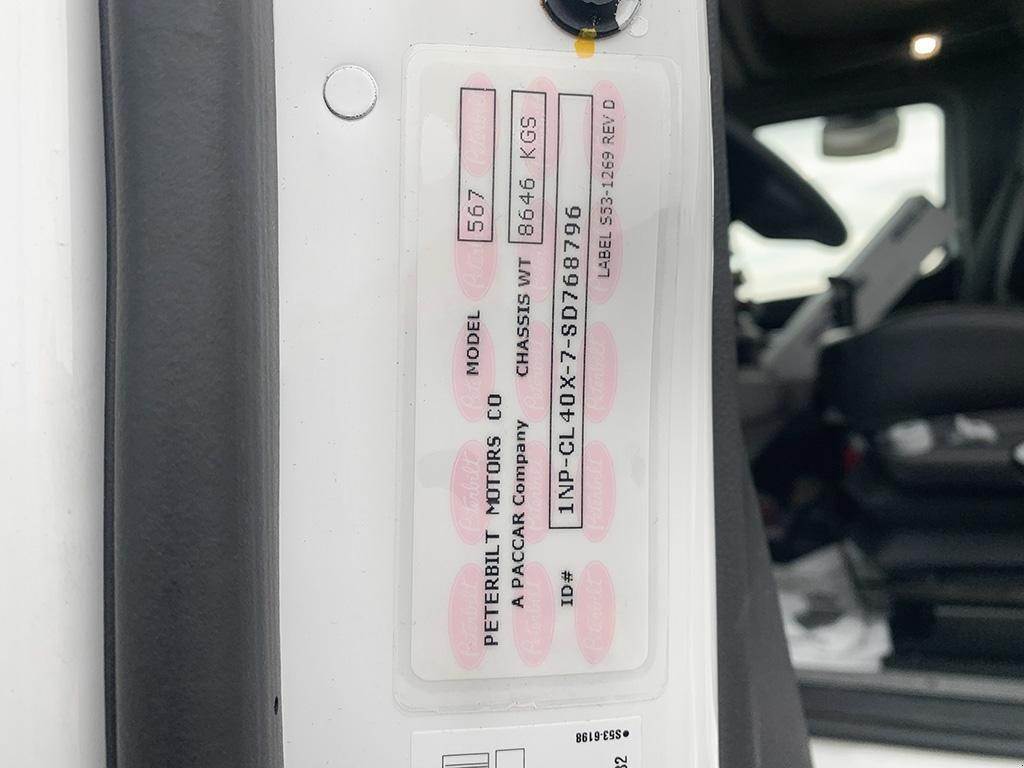 PETERBILT MOTORS CO MODEL 567
A PACCAR Company CHASSIS WT 8646 KGS
ID# 1NP-CL40X-7-SD768796
LABEL S53-1269 REV D
●S53-6198